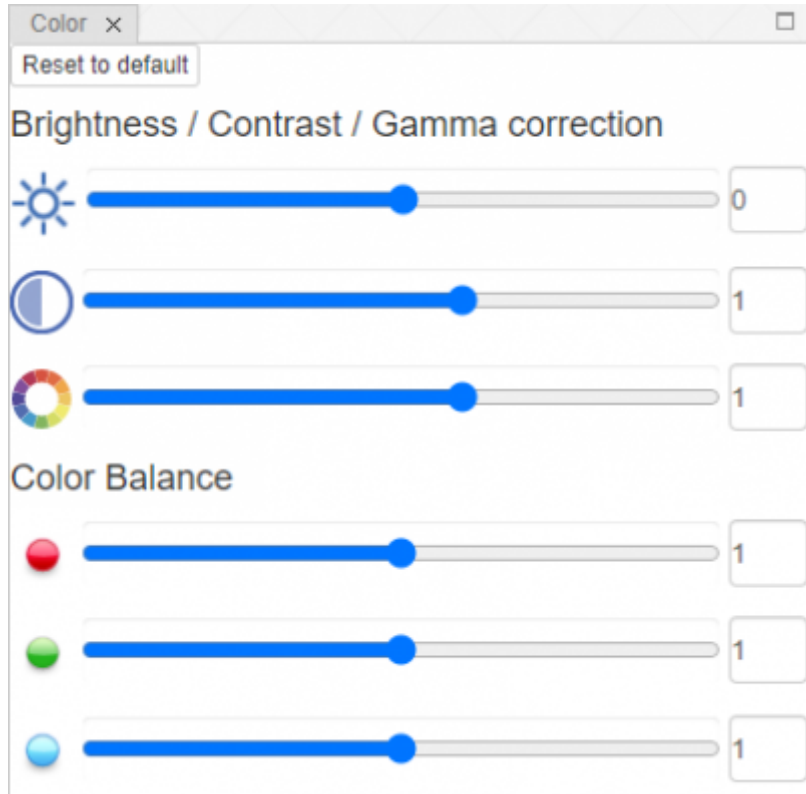 Color ×
Reset to default
Brightness / Contrast / Gamma correction
0
1
1
Color Balance
1
1
1